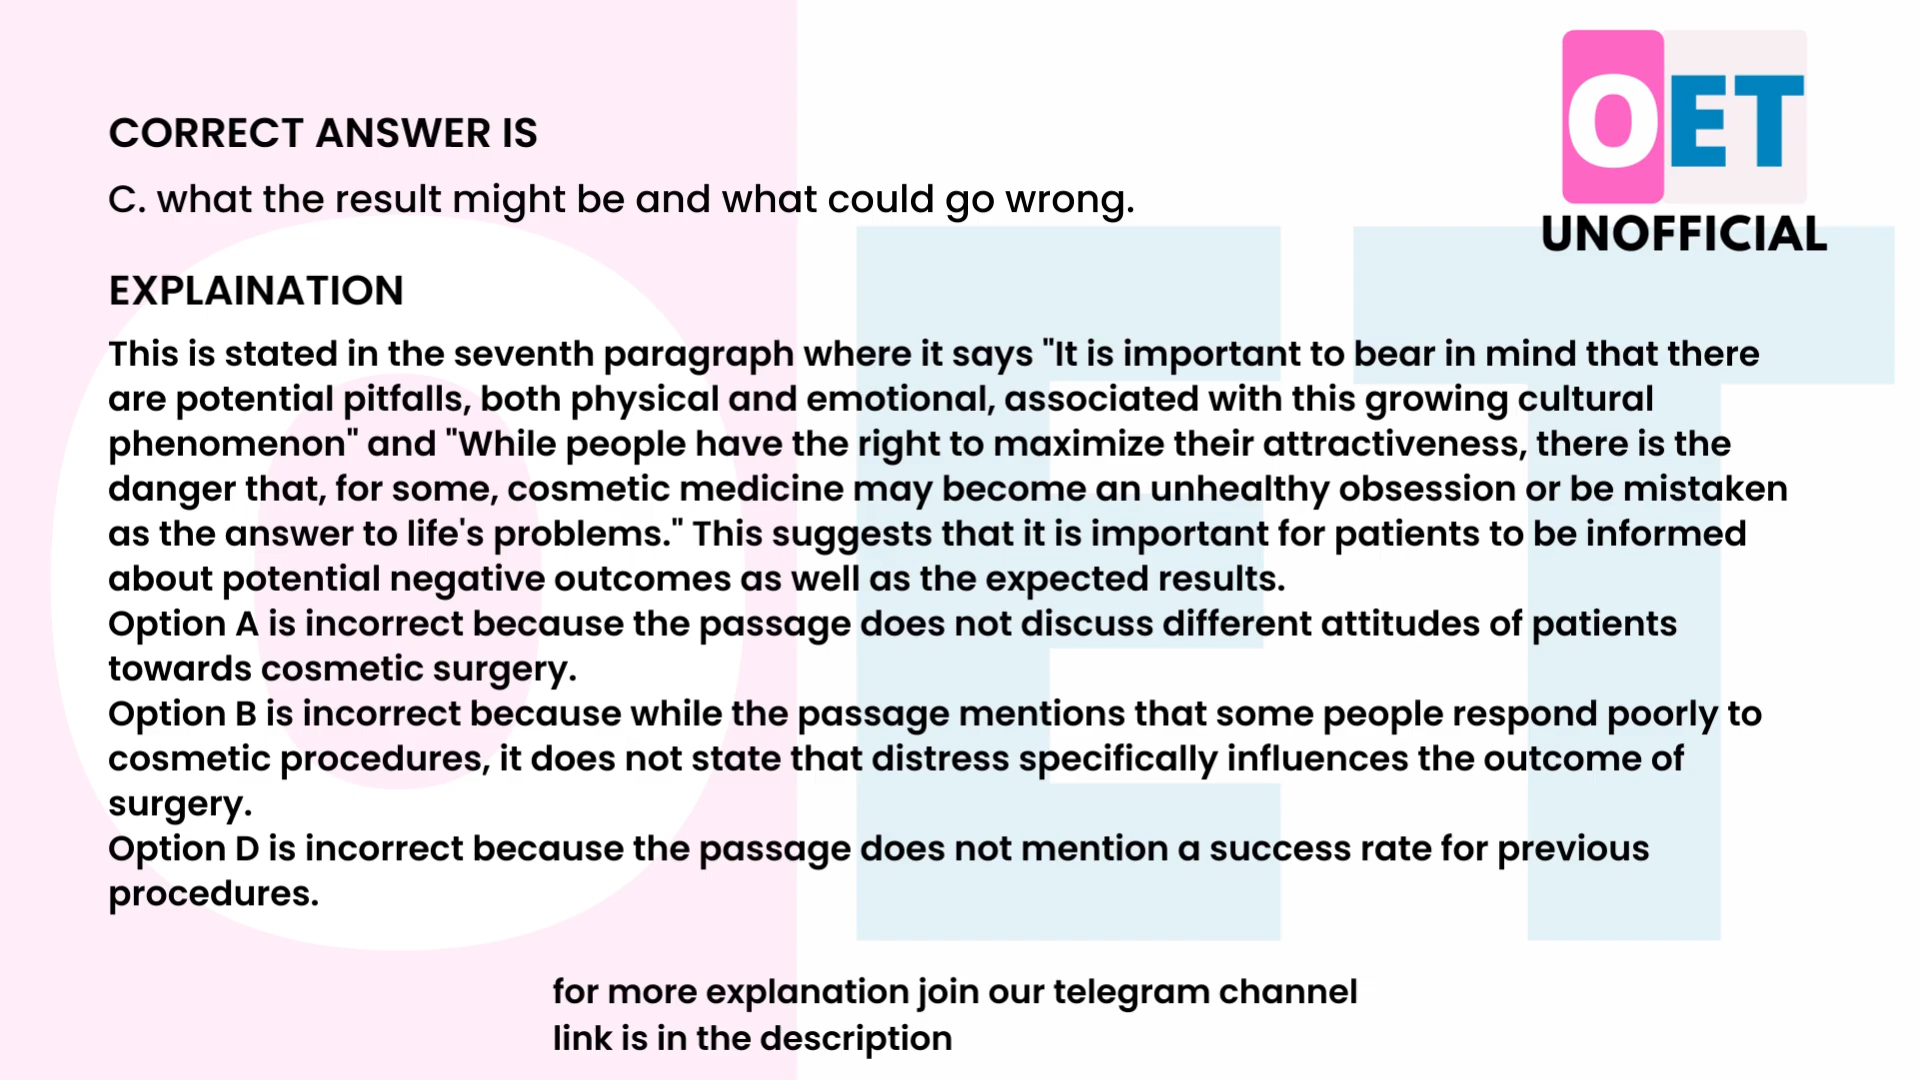 OET
UNOFFICIAL
CORRECT ANSWER IS
C. what the result might be and what could go wrong.
EXPLAINATION
This is stated in the seventh paragraph where it says "It is important to bear in mind that there
are potential pitfalls, both physical and emotional, associated with this growing cultural
phenomenon" and "While people have the right to maximize their attractiveness, there is the
danger that, for some, cosmetic medicine may become an unhealthy obsession or be mistaken
as the answer to life's problems." This suggests that it is important for patients to be informed
about potential negative outcomes as well as the expected results.
Option A is incorrect because the passage does not discuss different attitudes of patients
towards cosmetic surgery.
Option B is incorrect because while the passage mentions that some people respond poorly to
cosmetic procedures, it does not state that distress specifically influences the outcome of
surgery.
Option D is incorrect because the passage does not mention a success rate for previous
procedures.
for more explanation join our telegram channel
link is in the description
OET